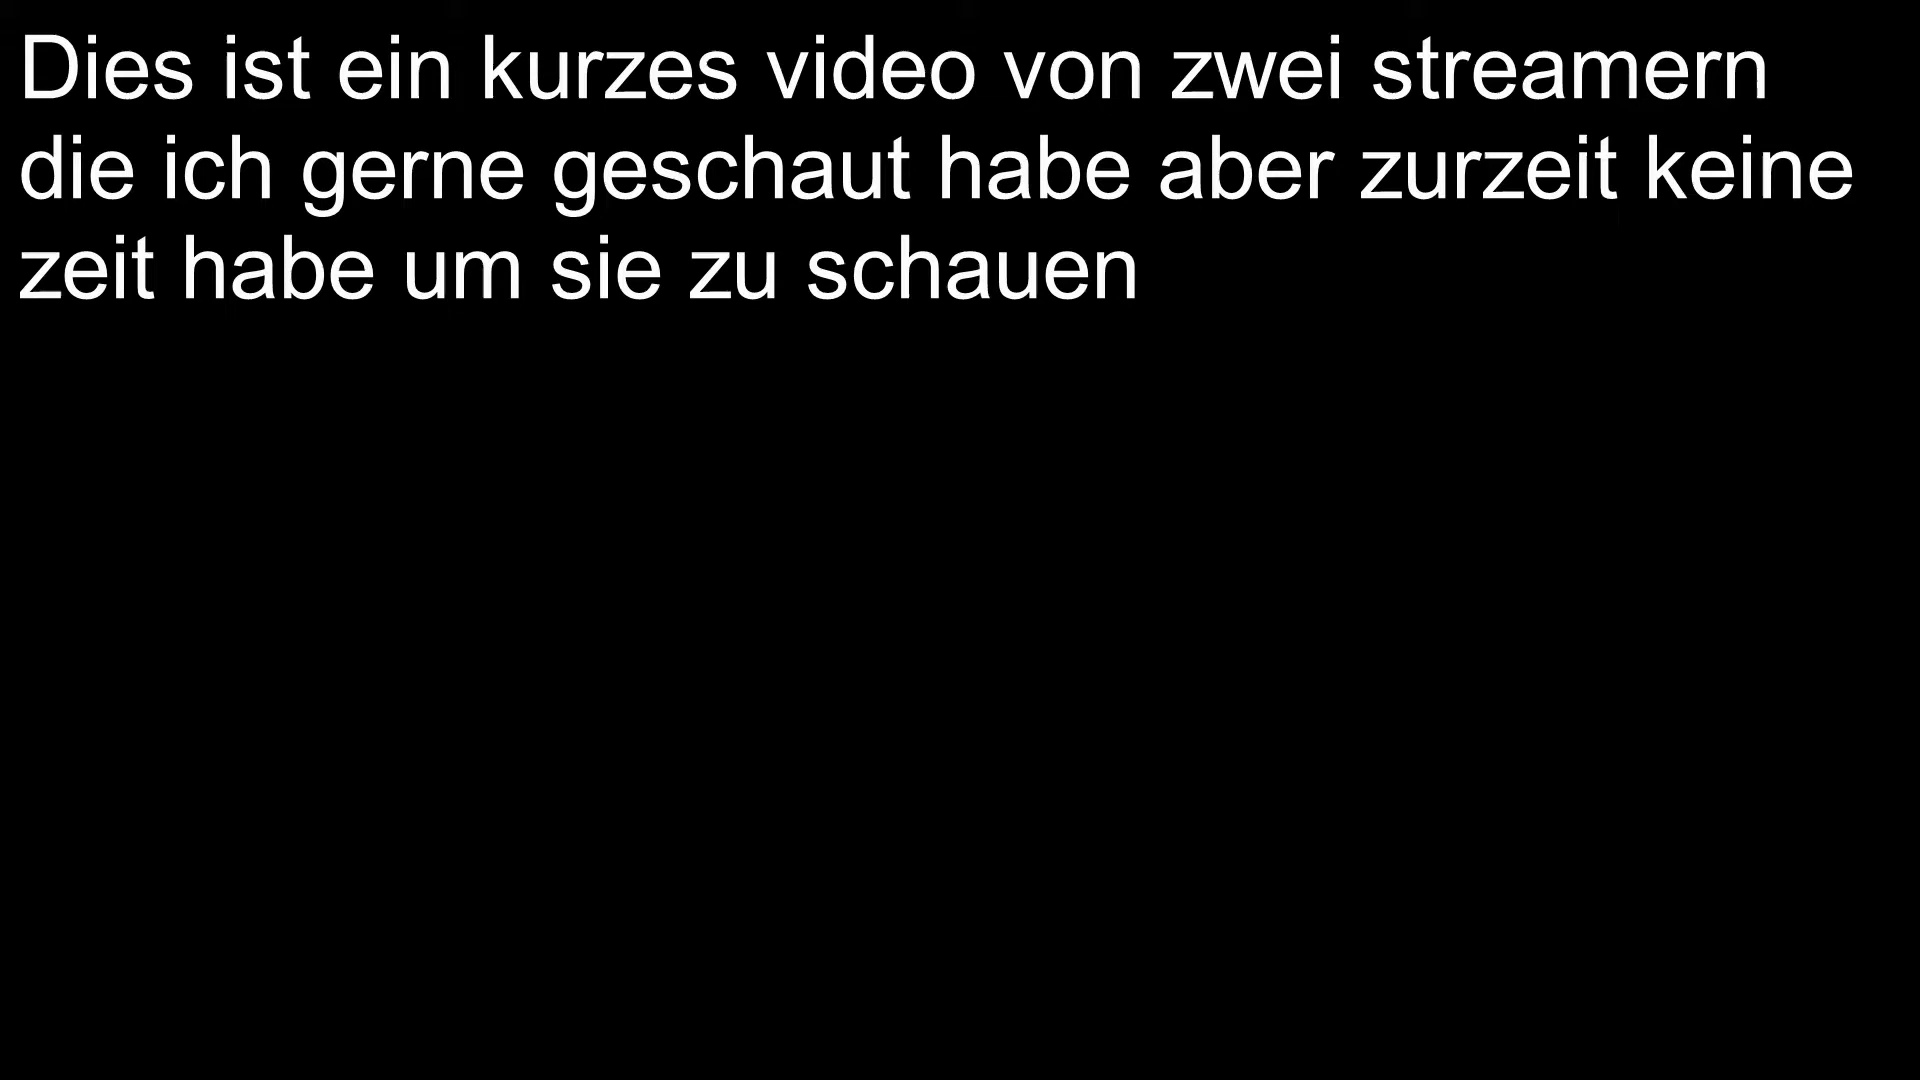 Dies ist ein kurzes video von zwei streamern
die ich gerne geschaut habe aber zurzeit keine
zeit habe um sie zu schauen